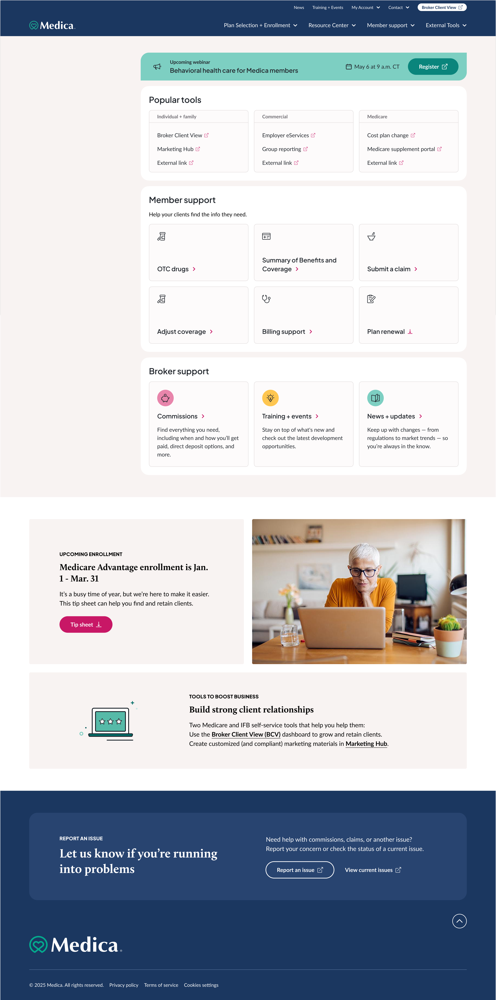 News Training + Events My Account Contact Broker Client View
Medica®
Plan Selection + Enrollment Resource Center Member support External Tools
Upcoming webinar
Behavioral health care for Medica members
May 6 at 9 a.m. CT
Register
Popular tools
Individual + family
Broker Client View
Marketing Hub
External link
Commercial
Employer eServices
Group reporting
External link
Medicare
Cost plan change
Medicare supplement portal
External link
Member support
Help your clients find the info they need.
OTC drugs
Summary of Benefits and
Coverage
Submit a claim
Adjust coverage
Billing support
Plan renewal
Broker support
Commissions
Find everything you need,
including when and how you’ll get
paid, direct deposit options, and
more.
Training + events
Stay on top of what's new and
check out the latest development
opportunities.
News + updates
Keep up with changes — from
regulations to market trends — so
you’re always in the know.
UPCOMING ENROLLMENT
Medicare Advantage enrollment is Jan.
1 - Mar. 31
It’s a busy time of year, but we’re here to make it easier.
This tip sheet can help you find and retain clients.
Tip sheet
TOOLS TO BOOST BUSINESS
Build strong client relationships
Two Medicare and IFB self-service tools that help you help them:
Use the Broker Client View (BCV) dashboard to grow and retain clients.
Create customized (and compliant) marketing materials in Marketing Hub.
REPORT AN ISSUE
Let us know if you’re running
into problems
Need help with commissions, claims, or another issue?
Report your concern or check the status of a current issue.
Report an issue
View current issues
Medica®
© 2025 Medica. All rights reserved. Privacy policy Terms of service Cookies settings